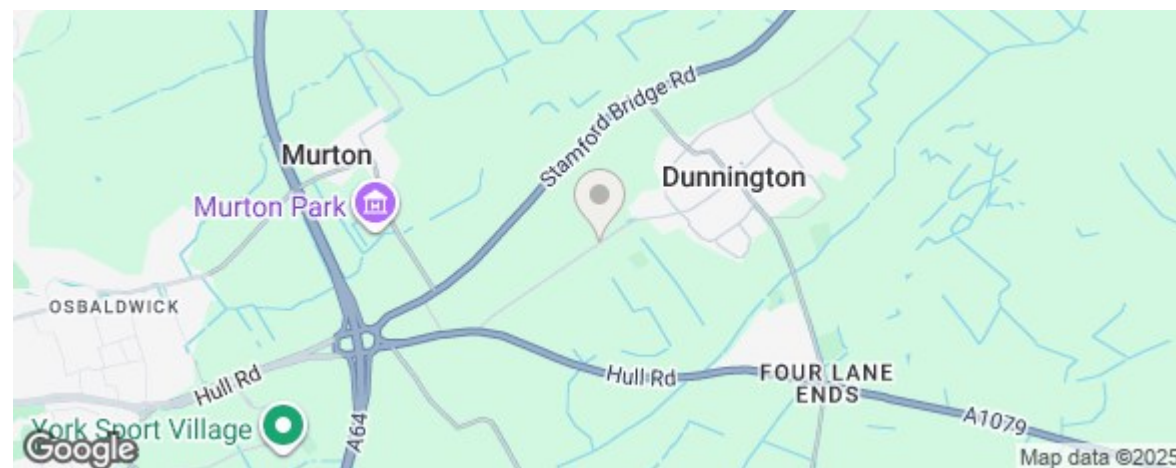 Stamford Bridge Rd
Murton
Dunnington
Murton Park
OSBALDWICK
Hull Rd
Hull Rd
FOUR LANE
ENDS
A1079
York Sport Village
A64
Google
Map data ©2025